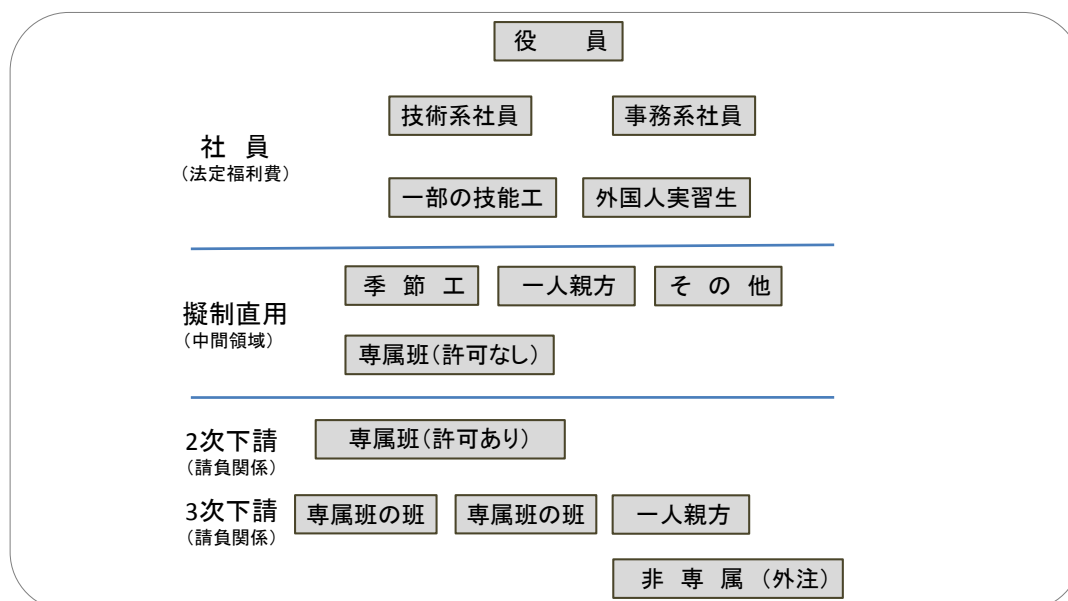 役　員
技術系社員　事務系社員
社 員
(法定福利費)
一部の技能工　外国人実習生
季 節 工　一人親方　そ の 他
擬制直用
(中間領域)
専属班(許可なし)
2次下請　専属班(許可あり)
(請負関係)
3次下請　専属班の班　専属班の班　一人親方
(請負関係)
非 専 属 (外注)